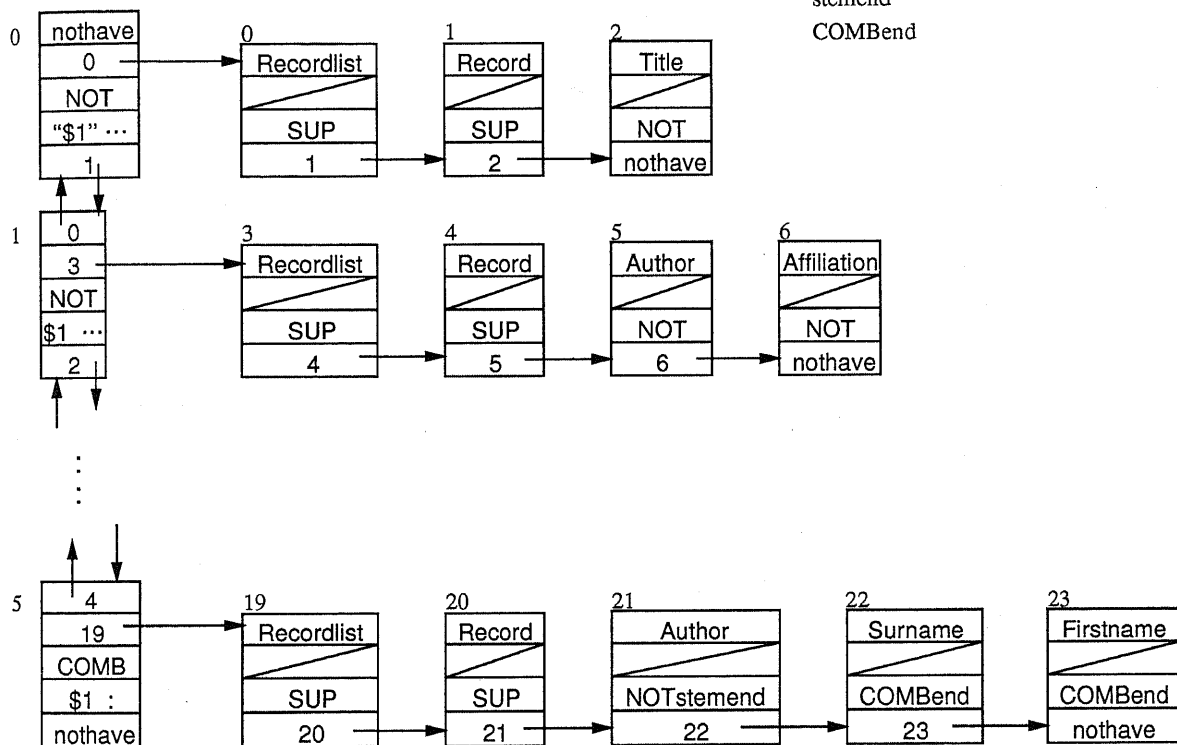 stemend
COMBend
0
nothave
0
NOT
"$1" ...
1
0
Recordlist
SUP
1
1
Record
SUP
2
2
Title
NOT
nothave
1
0
3
NOT
$1 ...
2
3
Recordlist
SUP
4
4
Record
SUP
5
5
Author
NOT
6
6
Affiliation
NOT
nothave
5
4
19
COMB
$1 :
nothave
19
Recordlist
SUP
20
20
Record
SUP
21
21
Author
NOTstemend
22
22
Surname
COMBend
23
23
Firstname
COMBend
nothave